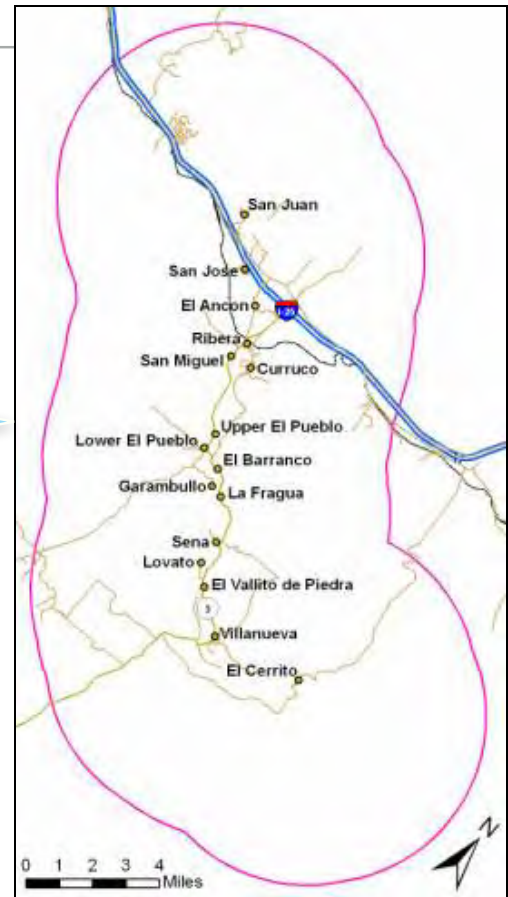 San Juan
San Jose
El Ancon
I-25
Ribera
San Miguel
Curruco
Upper El Pueblo
Lower El Pueblo
El Barranco
Garambullo
La Fragua
Sena
Lovato
El Vallito de Piedra
3
Villanueva
El Cerrito
N
0 1 2 3 4
Miles